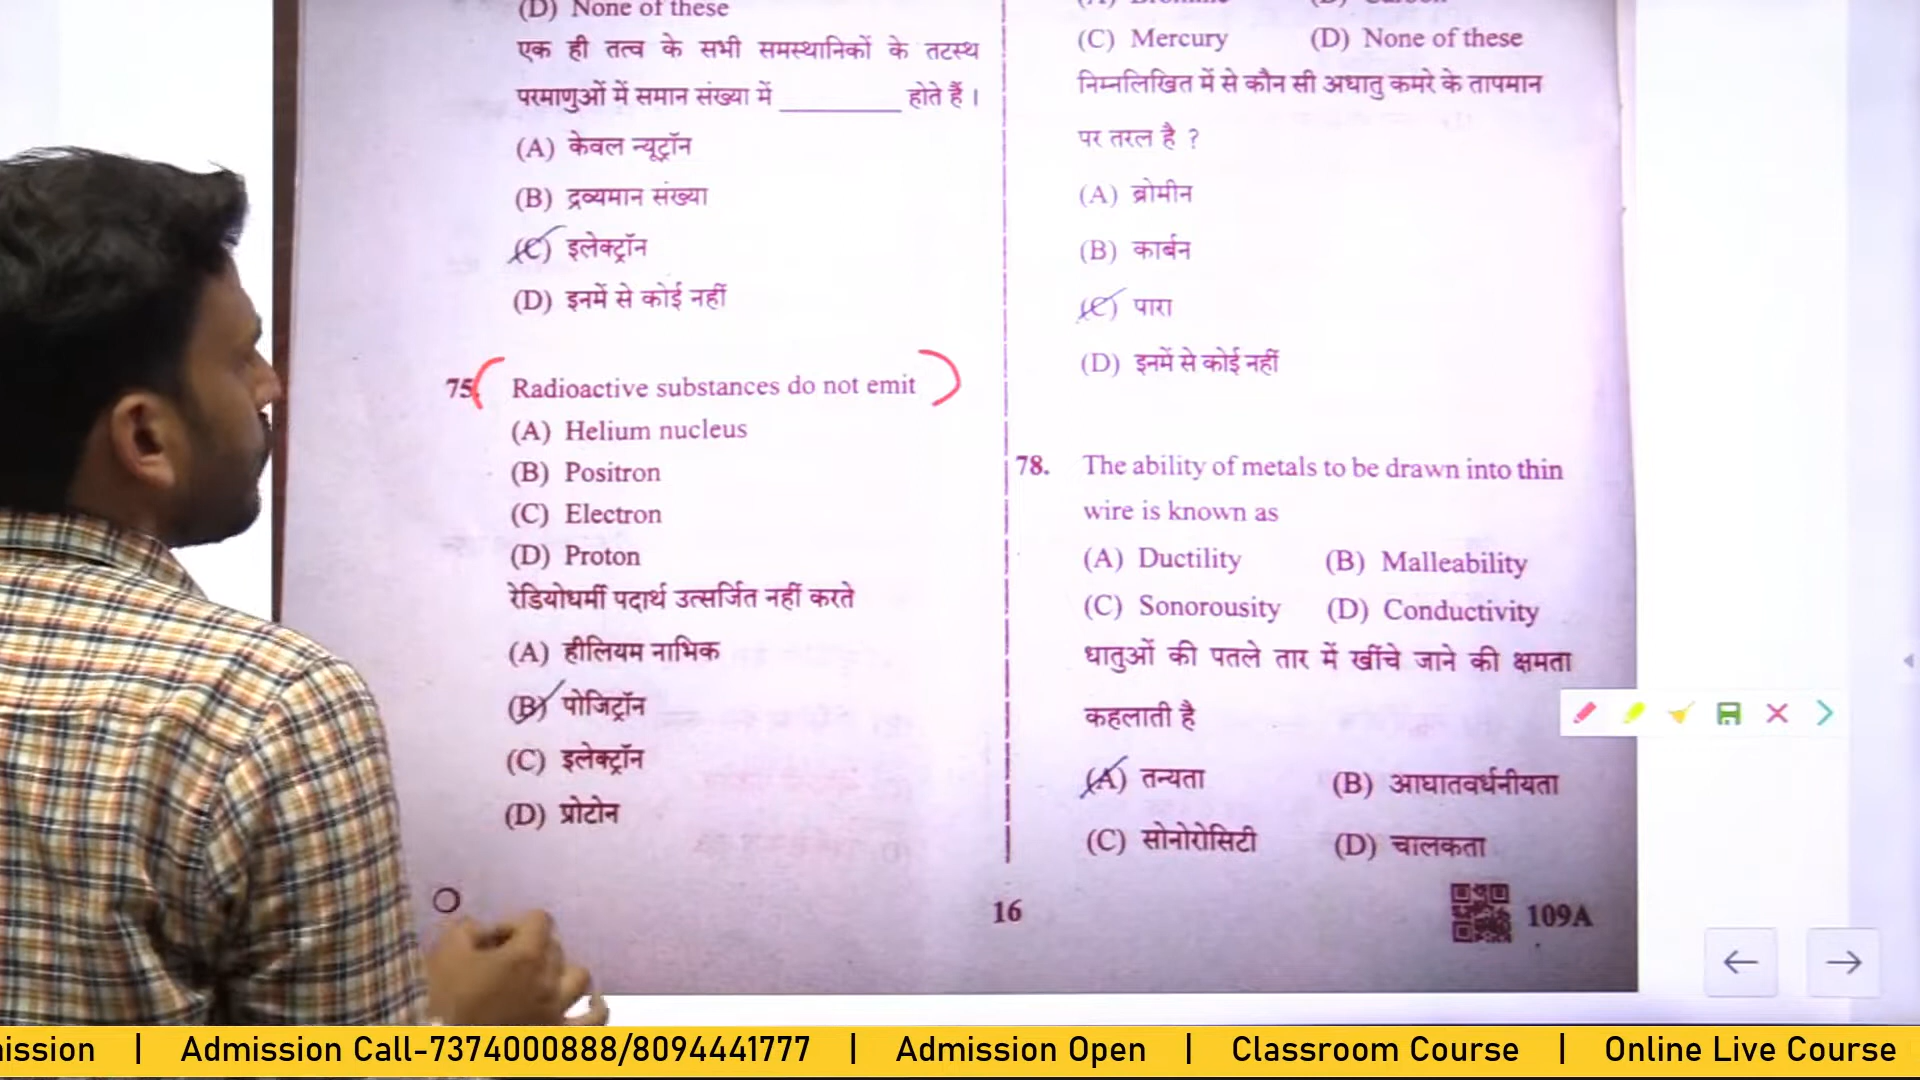 (D) None of these
एक ही तत्व के सभी समस्थानिकों के तटस्थ
परमाणुओं में समान संख्या में ________ होते हैं ।
(A) केवल न्यूट्रॉन
(B) द्रव्यमान संख्या
(C) इलेक्ट्रॉन
(D) इनमें से कोई नहीं
75. Radioactive substances do not emit
(A) Helium nucleus
(B) Positron
(C) Electron
(D) Proton
रेडियोधर्मी पदार्थ उत्सर्जित नहीं करते
(A) हीलियम नाभिक
(B) पोजिट्रॉन
(C) इलेक्ट्रॉन
(D) प्रोटोन
(C) Mercury (D) None of these
निम्नलिखित में से कौन सी अधातु कमरे के तापमान
पर तरल है ?
(A) ब्रोमीन
(B) कार्बन
(C) पारा
(D) इनमें से कोई नहीं
78. The ability of metals to be drawn into thin
wire is known as
(A) Ductility (B) Malleability
(C) Sonorousity (D) Conductivity
धातुओं की पतले तार में खींचे जाने की क्षमता
कहलाती है
(A) तन्यता (B) आघातवर्धनीयता
(C) सोनोरोसिटी (D) चालकता
16
109A
ission | Admission Call-7374000888/8094441777 | Admission Open | Classroom Course | Online Live Course